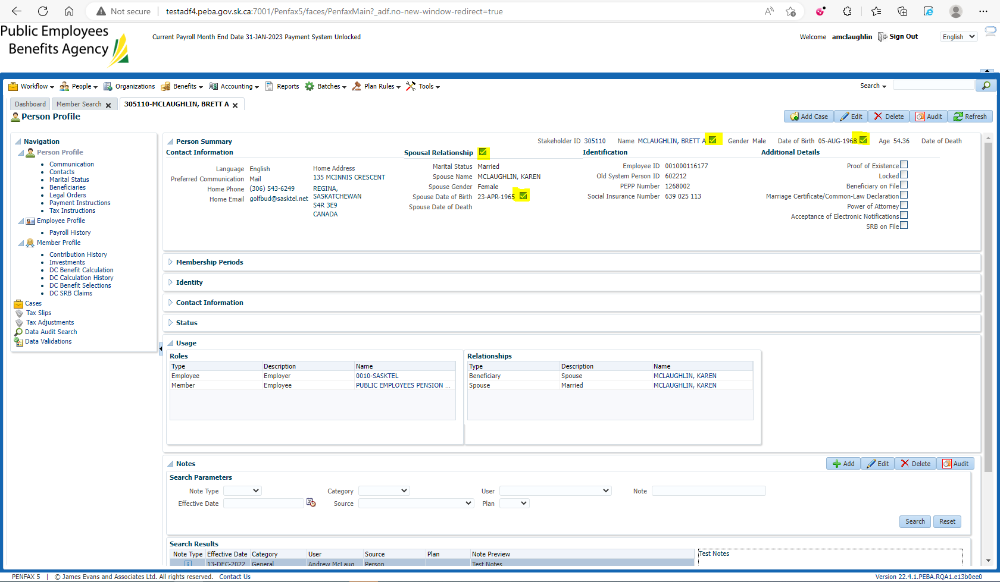 Not secure testadf4.peba.gov.sk.ca:7001/Penfax5/faces/PenfaxMain?_adf.no-new-window-redirect=true
Public Employees
Benefits Agency
Current Payroll Month End Date 31-JAN-2023 Payment System Unlocked
Welcome amclaughlin Sign Out English
Workflow People Organizations Benefits Accounting Reports Batches Plan Rules Tools Search
Dashboard Member Search 305110-MCLAUGHLIN, BRETT A
Person Profile Add Case Edit Delete Audit Refresh
Navigation
Person Profile
Communication
Contacts
Marital Status
Beneficiaries
Legal Orders
Payment Instructions
Tax Instructions
Employee Profile
Payroll History
Member Profile
Contribution History
Investments
DC Benefit Calculation
DC Calculation History
DC Benefit Selections
DC SRB Claims
Cases
Tax Slips
Tax Adjustments
Data Audit Search
Data Validations
Person Summary Stakeholder ID 305110 Name MCLAUGHLIN, BRETT A Gender Male Date of Birth 05-AUG-1968 Age 54.36 Date of Death
Contact Information
Language English
Preferred Communication Mail
Home Phone (306) 543-6249
Home Email golfbud@sasktel.net
Home Address
135 MCINNIS CRESCENT
REGINA,
SASKATCHEWAN
S4R 3E9
CANADA
Spousal Relationship
Marital Status Married
Spouse Name MCLAUGHLIN, KAREN
Spouse Gender Female
Spouse Date of Birth 23-APR-1965
Spouse Date of Death
Identification
Employee ID 001000116177
Old System Person ID 602212
PEPP Number 1268002
Social Insurance Number 639 025 113
Additional Details
Proof of Existence
Locked
Beneficiary on File
Marriage Certificate/Common-Law Declaration
Power of Attorney
Acceptance of Electronic Notifications
SRB on File
Membership Periods
Identity
Contact Information
Status
Usage
Roles
Type Description Name
Employee Employer 0010-SASKTEL
Member Employee PUBLIC EMPLOYEES PENSION ...
Relationships
Type Description Name
Beneficiary Spouse MCLAUGHLIN, KAREN
Spouse Married MCLAUGHLIN, KAREN
Notes Add Edit Delete Audit
Search Parameters
Note Type Category User Note
Effective Date Source Plan
Search Reset
Search Results
Note Type Effective Date Category User Source Plan Note Preview
13-DEC-2022 General Andrew McLaug Person Test Notes
Test Notes
PENFAX 5 | © James Evans and Associates Ltd. All rights reserved. Contact Us Version 22.4.1.PEBA.RQA1.e13b0ee0